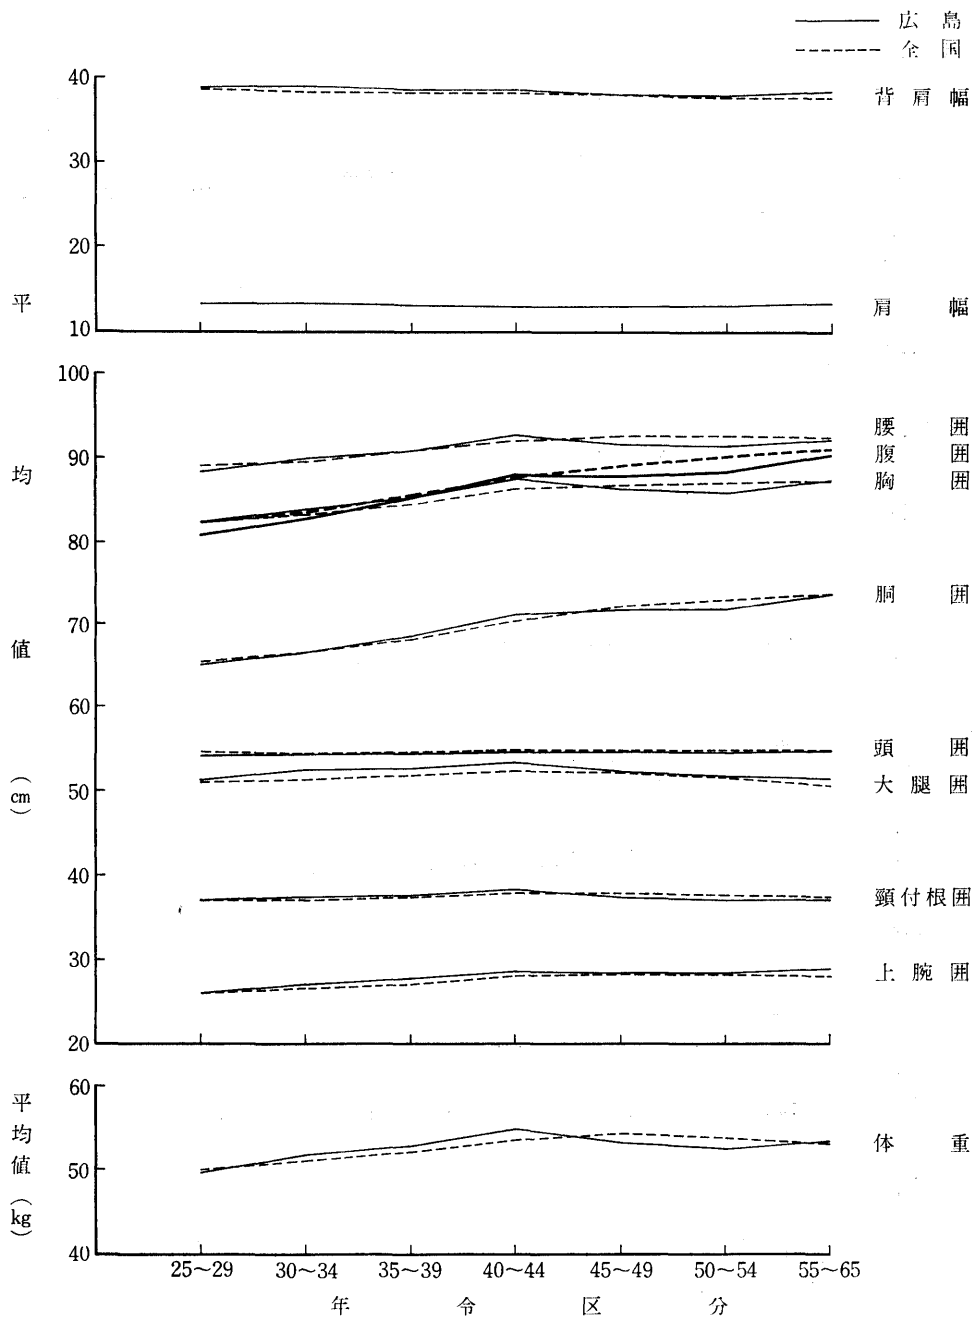 広島
全国
40
30
20
10
背肩幅
肩幅
100
90
80
70
60
50
40
30
20
腰囲
腹囲
胸囲
胴囲
頭囲
大腿囲
頸付根囲
上腕囲
平均値(cm)
60
50
40
体重
平均値(kg)
25~29 30~34 35~39 40~44 45~49 50~54 55~65
年令区分